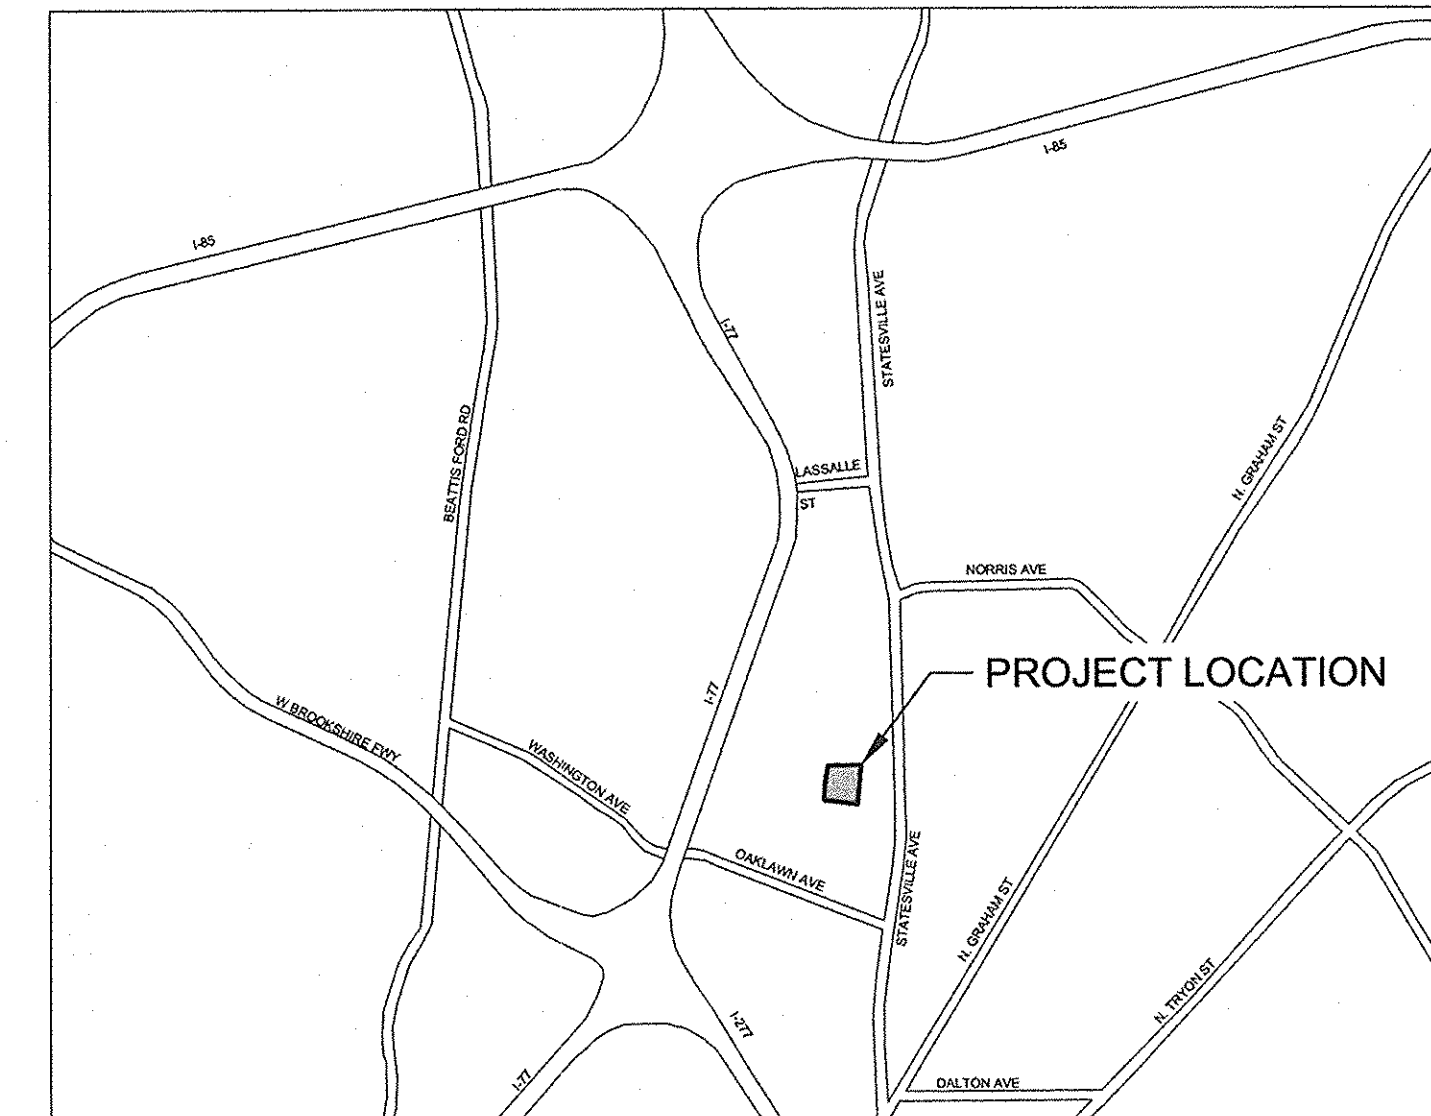 I-85
I-85
STATESVILLE AVE
I-77
BEATTIS FORD RD
N. GRAHAM ST
LASSALLE
ST
NORRIS AVE
PROJECT LOCATION
I-77
W. BROOKSHIRE FWY
WASHINGTON AVE
OAKLAWN AVE
STATESVILLE AVE
N. GRAHAM ST
N. TRYON ST
I-277
I-77
DALTON AVE